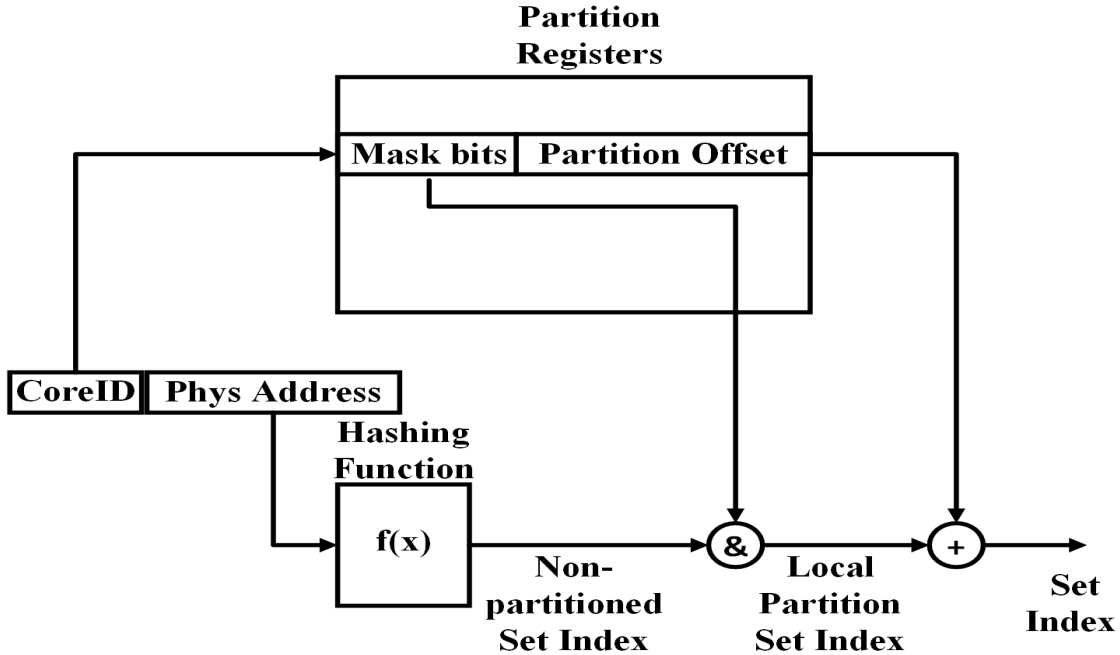 Partition
Registers
Mask bits
Partition Offset
CoreID
Phys Address
Hashing
Function
f(x)
&
+
Non-
partitioned
Set Index
Local
Partition
Set Index
Set
Index